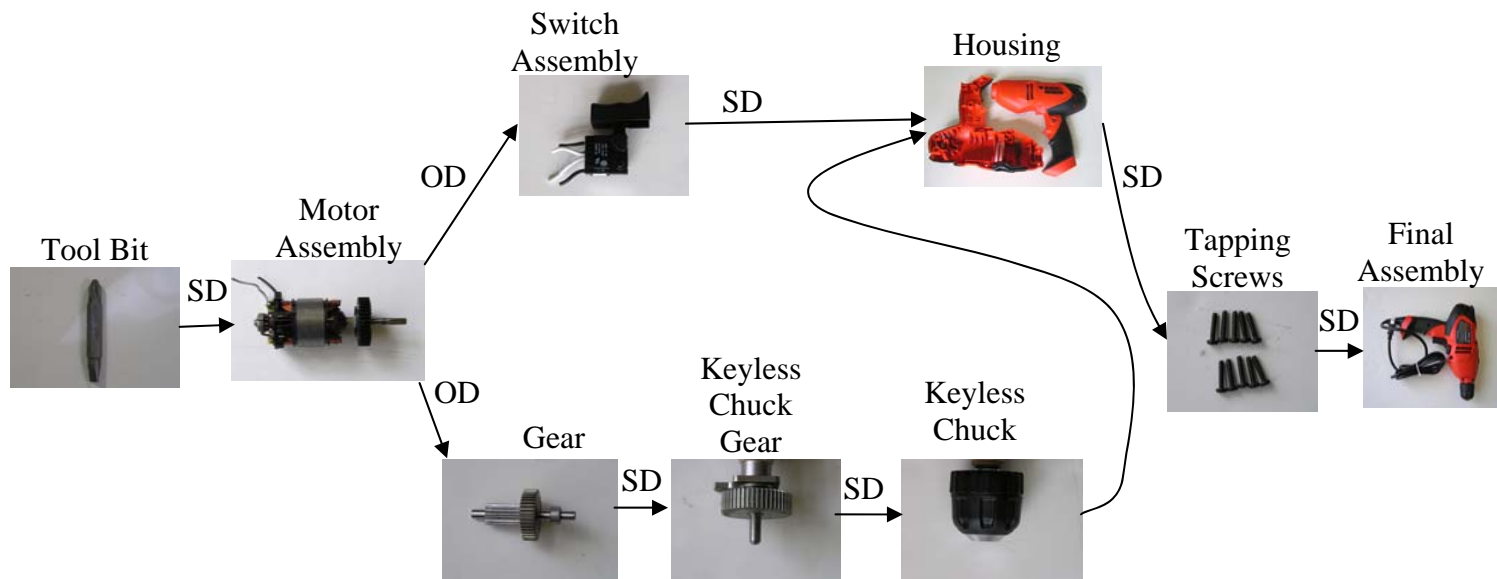 Tool Bit
SD
Motor
Assembly
OD
OD
Switch
Assembly
SD
Gear
SD
Keyless
Chuck
Gear
SD
Keyless
Chuck
Housing
SD
Tapping
Screws
SD
Final
Assembly